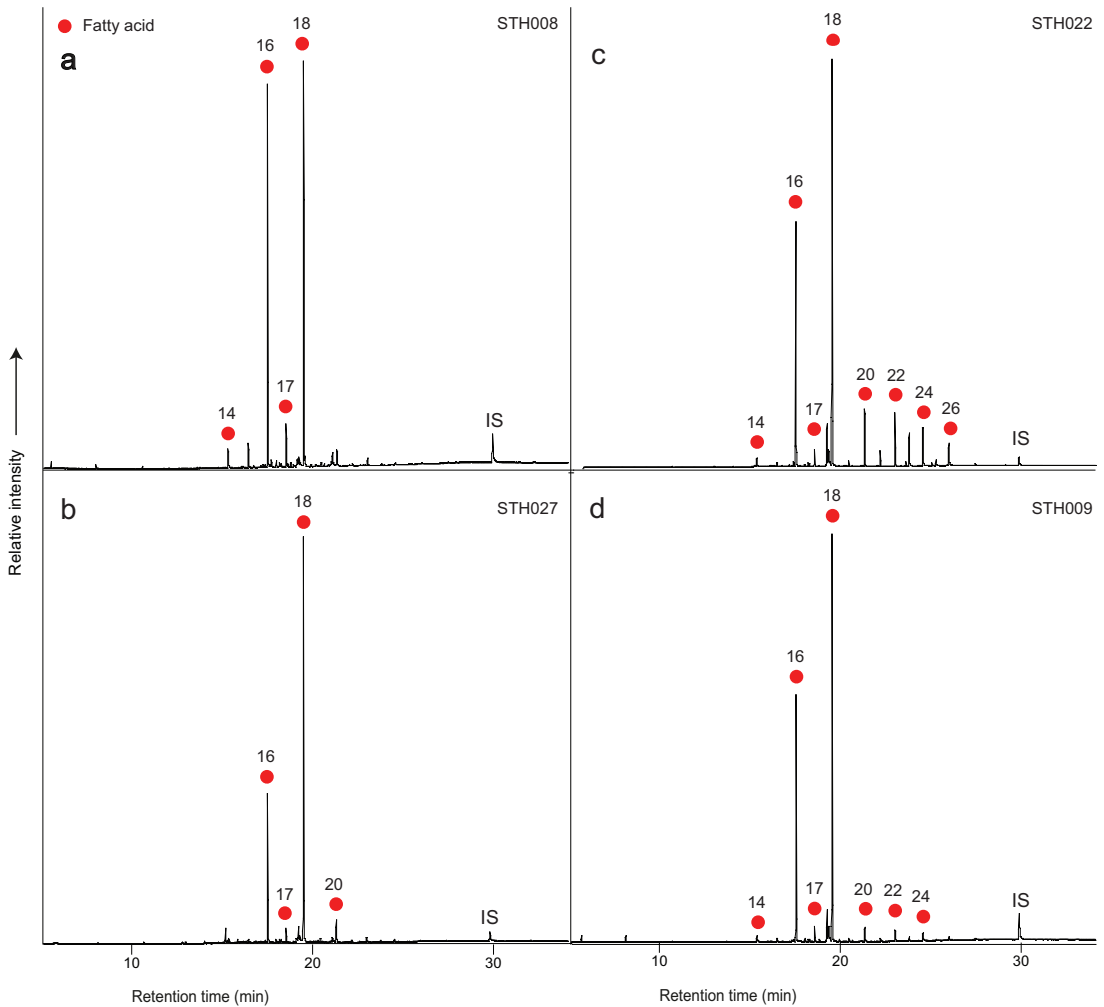 Fatty acid
STH008
a
14
16
17
18
IS
STH022
c
14
16
17
18
20
22
24
26
IS
Relative intensity
STH027
b
16
17
18
20
IS
STH009
d
14
16
17
18
20
22
24
IS
10
20
30
10
20
30
Retention time (min)
Retention time (min)